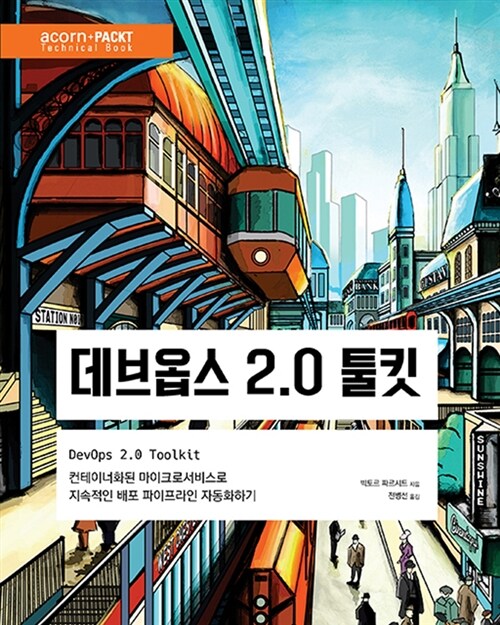 acorn+PACKT
Technical Book
STATION NO1
BANK
데브옵스 2.0 툴킷
DevOps 2.0 Toolkit
컨테이너화된 마이크로서비스로
지속적인 배포 파이프라인 자동화하기
빅토르 파르시트 지음
전병선 옮김
SUNSHINE